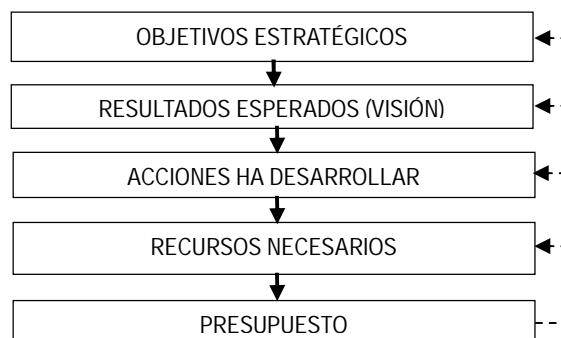 OBJETIVOS ESTRATÉGICOS
RESULTADOS ESPERADOS (VISIÓN)
ACCIONES HA DESARROLLAR
RECURSOS NECESARIOS
PRESUPUESTO